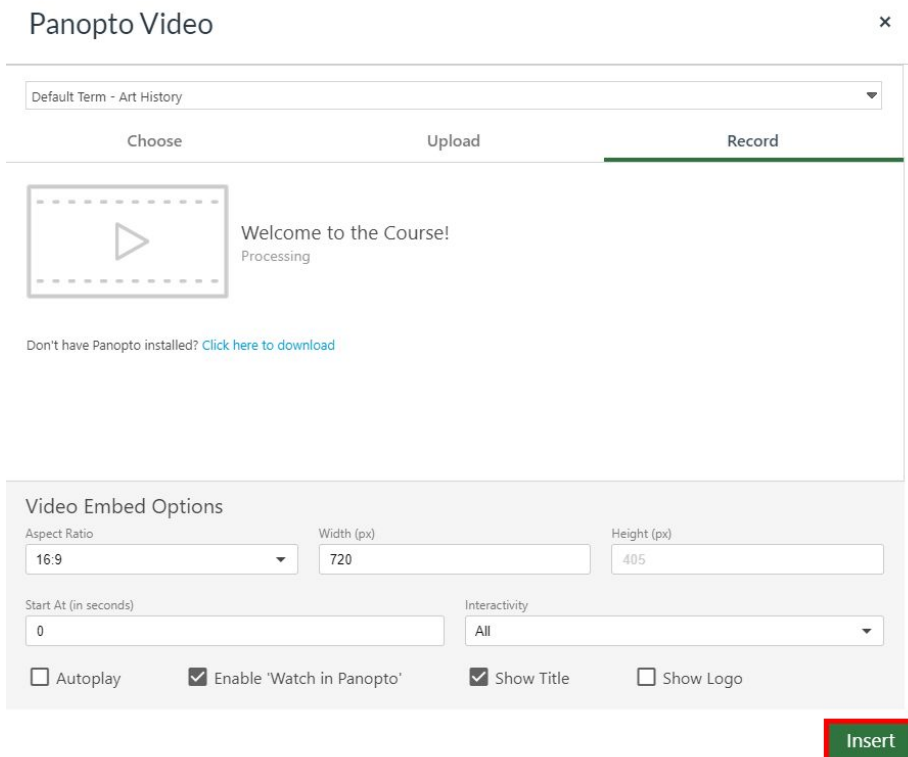 Panopto Video ×
Default Term - Art History
Choose Upload Record
Welcome to the Course!
Processing
Don't have Panopto installed? Click here to download
Video Embed Options
Aspect Ratio Width (px) Height (px)
16:9 720 405
Start At (in seconds) Interactivity
0 All
Autoplay Enable 'Watch in Panopto' Show Title Show Logo
Insert